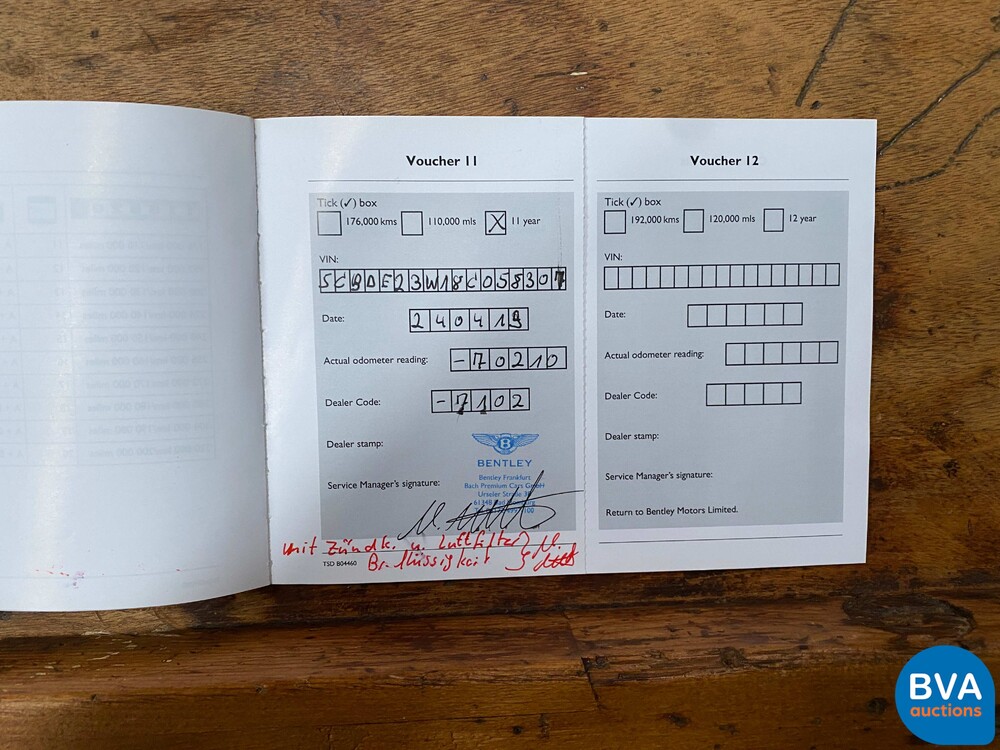 Voucher 11
Tick (✓) box
176,000 kms 110,000 mls X 11 year
VIN:
SCBDE23W18C058307
Date: 240419
Actual odometer reading: -70210
Dealer Code: -7102
Dealer stamp:
BENTLEY
Bentley Frankfurt
Bach Premium Cars GmbH
Urseler Straße
Service Manager's signature:
mit Zündk. u. Luftfilter
Br. flüssigkeit
TSD B04460
Voucher 12
Tick (✓) box
192,000 kms 120,000 mls 12 year
VIN:
Date:
Actual odometer reading:
Dealer Code:
Dealer stamp:
Service Manager's signature:
Return to Bentley Motors Limited.
BVA
auctions